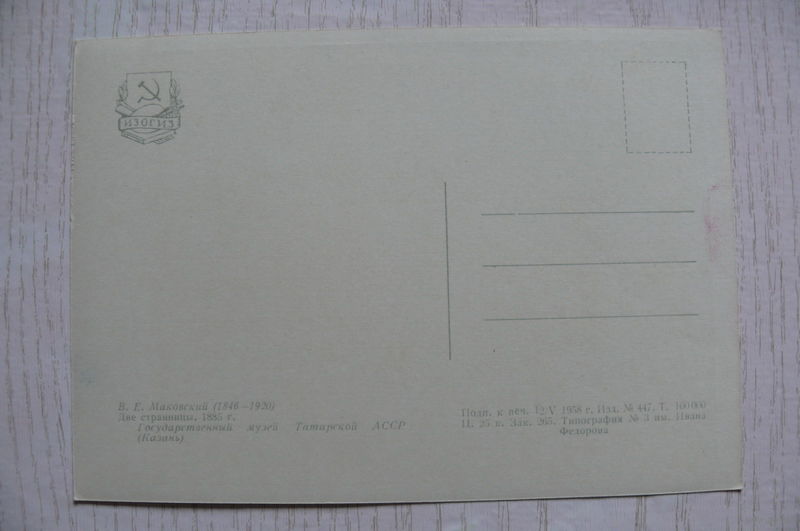 ИЗОГИЗ
В. Е. Маковский (1846–1920)
Две странницы, 1885 г.
Государственный музей Татарской АССР
(Казань)
Подп. к печ. 12/V 1958 г. Изд. № 447. Т. 100 000
Ц. 25 к. Зак. 265. Типография № 3 им. Ивана
Федорова